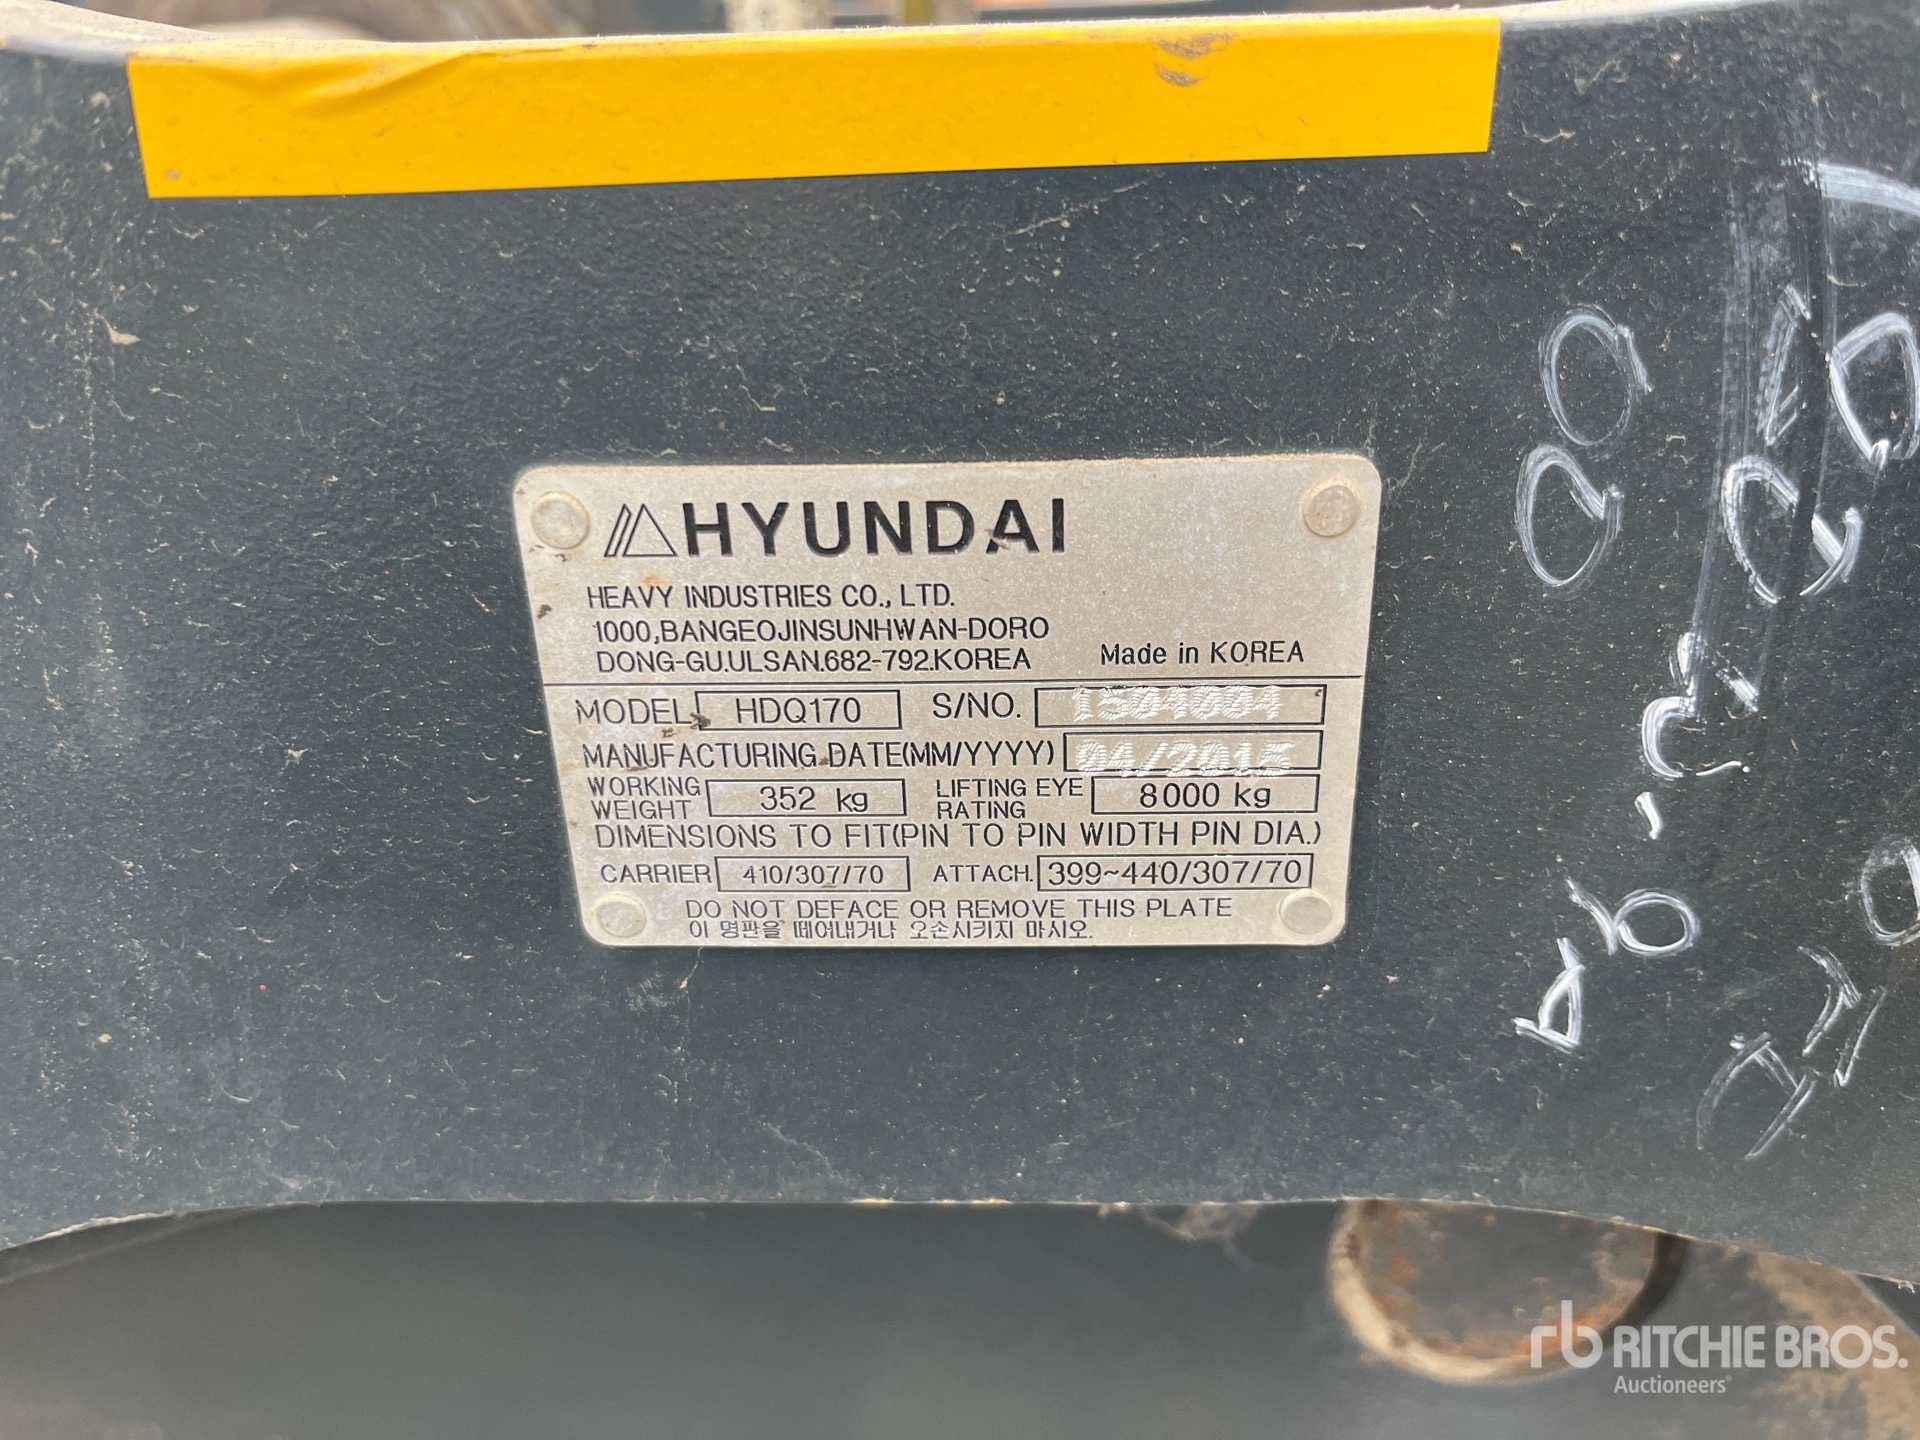 HYUNDAI
HEAVY INDUSTRIES CO., LTD.
1000,BANGEOJINSUNHWAN-DORO
DONG-GU.ULSAN.682-792.KOREA Made in KOREA
MODEL HDQ170 S/NO. 1504004
MANUFACTURING DATE(MM/YYYY) 04/2015
WORKING WEIGHT 352 kg LIFTING EYE RATING 8000 kg
DIMENSIONS TO FIT(PIN TO PIN WIDTH PIN DIA.)
CARRIER 410/307/70 ATTACH. 399~440/307/70
DO NOT DEFACE OR REMOVE THIS PLATE
이 명판을 떼어내거나 오손시키지 마시오.
rb RITCHIE BROS.
Auctioneers